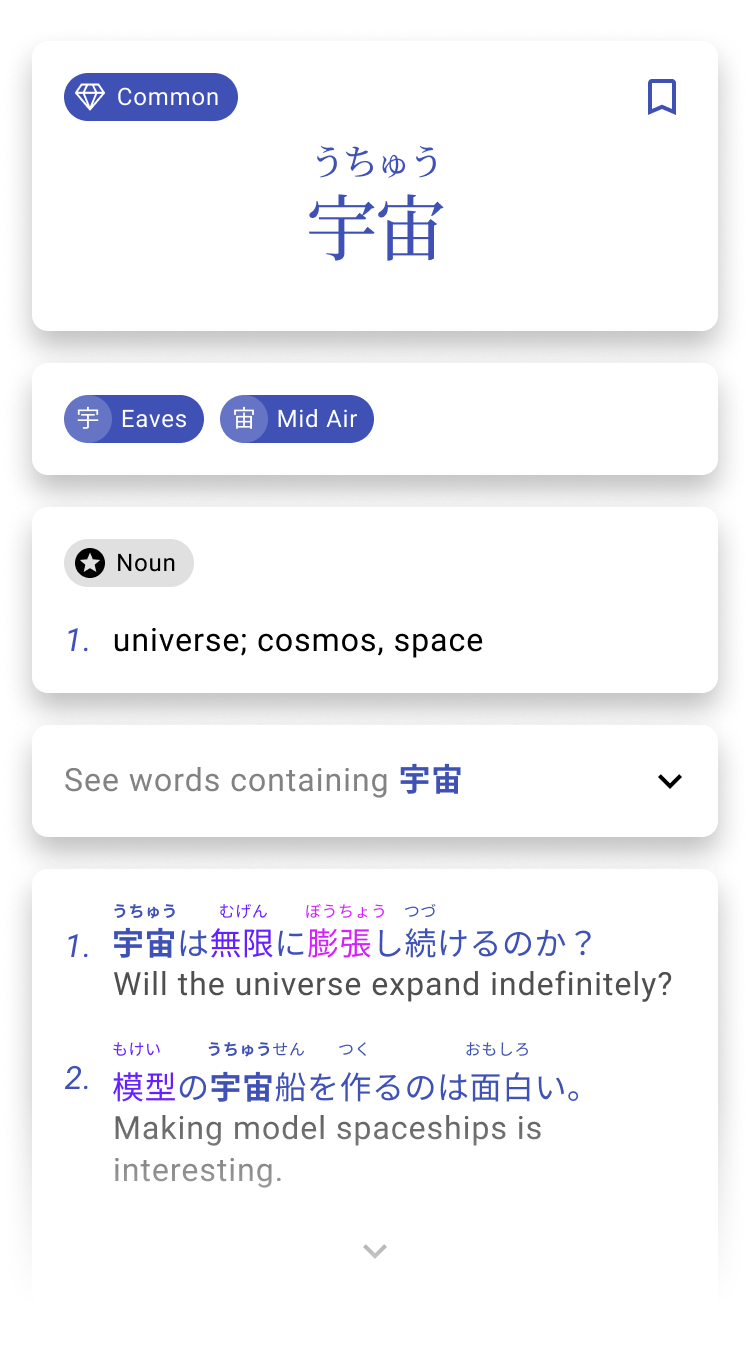 Common
うちゅう
宇宙
宇 Eaves 宙 Mid Air
Noun
1. universe; cosmos, space
See words containing 宇宙
うちゅう むげん ぼうちょう つづ
1. 宇宙は無限に膨張し続けるのか？
Will the universe expand indefinitely?
もけい うちゅうせん つく おもしろ
2. 模型の宇宙船を作るのは面白い。
Making model spaceships is
interesting.